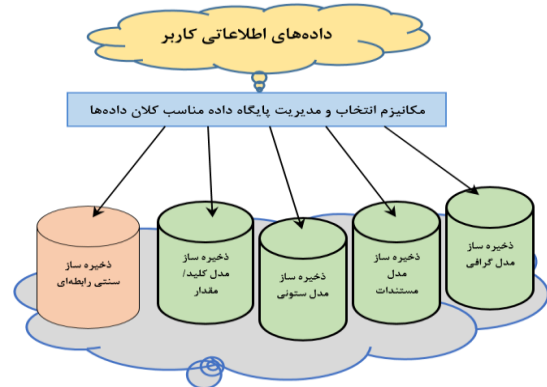 داده‌های اطلاعاتی کاربر
مکانیزم انتخاب و مدیریت پایگاه داده مناسب کلان داده‌ها
ذخیره ساز
گرافی مدل
ذخیره ساز
مدل
مستندات
ذخیره ساز
مدل ستونی
ذخیره ساز
مدل کلید/
مقدار
ذخیره ساز
سنتی رابطه‌ای